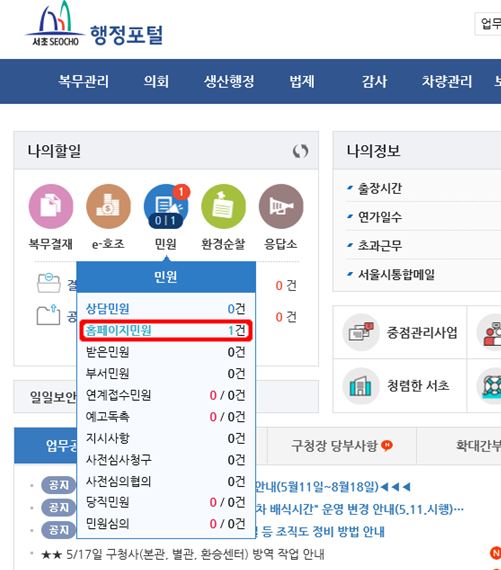 서초 SEOCHO 행정포털
업무
복무관리 의회 생산행정 법제 감사 차량관리
나의할일
나의정보
1
0 | 1
복무결재 e-호조 민원 환경순찰 응답소
출장시간
연가일수
초과근무
서울시통합메일
결
0 건
공
0 건
민원
상담민원 0건
홈페이지민원 1건
받은민원 0건
부서민원 0건
연계접수민원 0 / 0건
예고독촉 0 / 0건
지시사항 0건
사전심사청구 0건
사전심의협의 0건
당직민원 0 / 0건
민원심의 0 / 0건
중점관리사업
청렴한 서초
일일보안
업무공
구청장 당부사항 N
확대간부
공지 안내(5월11일~8월18일)◀◀◀
공지 차 배식시간" 운영 변경 안내(5.11.시행)···
공지 및 등 조직도 정비 방법 안내
★★ 5/17일 구청사(본관, 별관, 환승센터) 방역 작업 안내
N